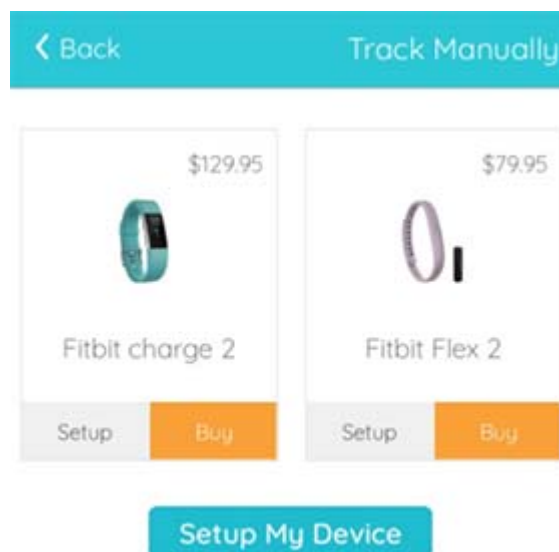 Back
Track Manually
$129.95
$79.95
Fitbit charge 2
Fitbit Flex 2
Setup
Buy
Setup
Buy
Setup My Device